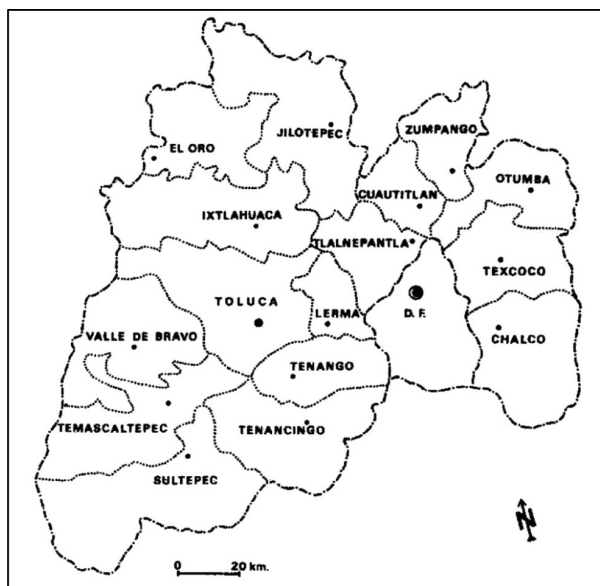 ZUMPANGO
JILOTEPEC
EL ORO
OTUMBA
CUAUTITLAN
IXTLAHUACA
TLALNEPANTLA
TEXCOCO
TOLUCA
LERMA
D. F.
VALLE DE BRAVO
CHALCO
TENANGO
TEMASCALTEPEC
TENANCINGO
SULTEPEC
N
0 20 km.